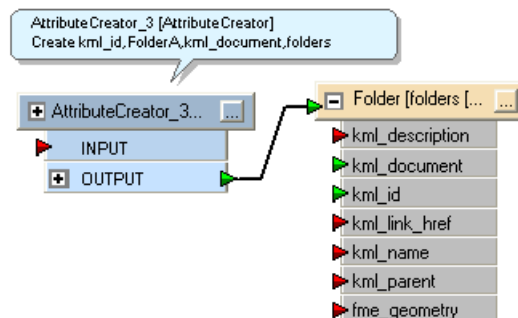 AttributeCreator_3 [AttributeCreator]
Create kml_id,FolderA,kml_document,folders
AttributeCreator_3... ...
INPUT
OUTPUT
Folder [folders [... ...
kml_description
kml_document
kml_id
kml_link_href
kml_name
kml_parent
fme_geometry